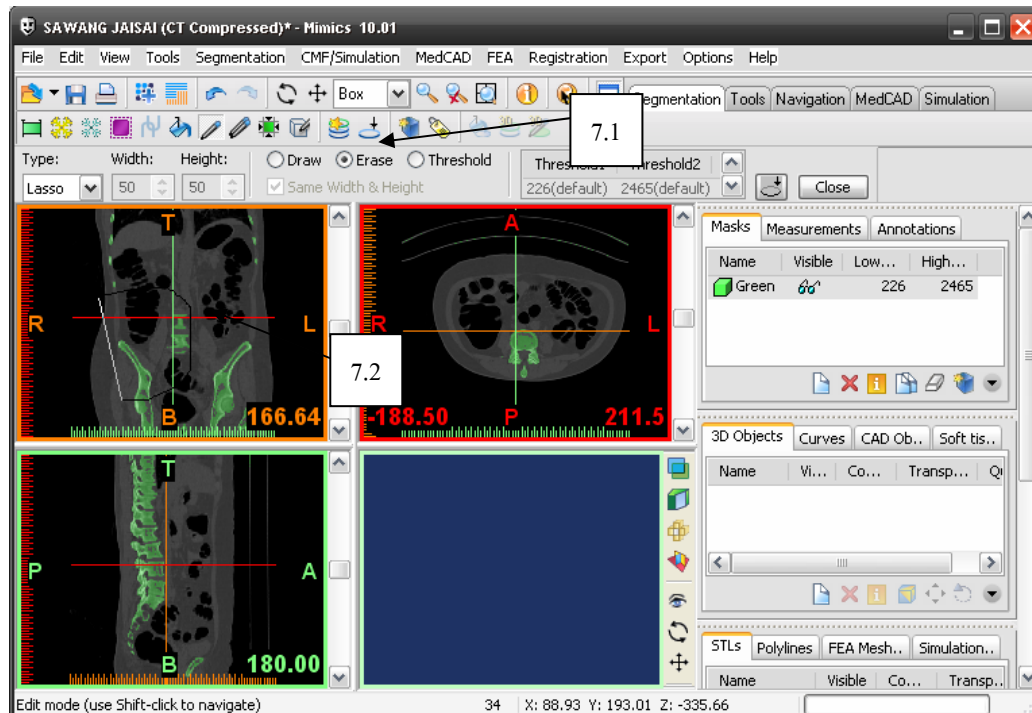 SAWANG JAISAI (CT Compressed)* - Mimics 10.01
File Edit View Tools Segmentation CMF/Simulation MedCAD FEA Registration Export Options Help
Box
Segmentation Tools Navigation MedCAD Simulation
7.1
Type: Width: Height: Draw Erase Threshold Threshold1 Threshold2
Lasso 50 50 Same Width & Height 226(default) 2465(default) Close
T
R
L
B
166.64
7.2
A
R
L
P
-188.50
211.5
Masks Measurements Annotations
Name Visible Low... High...
Green 226 2465
3D Objects Curves CAD Ob.. Soft tis..
Name Vi... Co... Transp... Qu
T
P
A
B
180.00
STLs Polylines FEA Mesh.. Simulation..
Name Visible Co... Transp..
Edit mode (use Shift-click to navigate) 34 X: 88.93 Y: 193.01 Z: -335.66